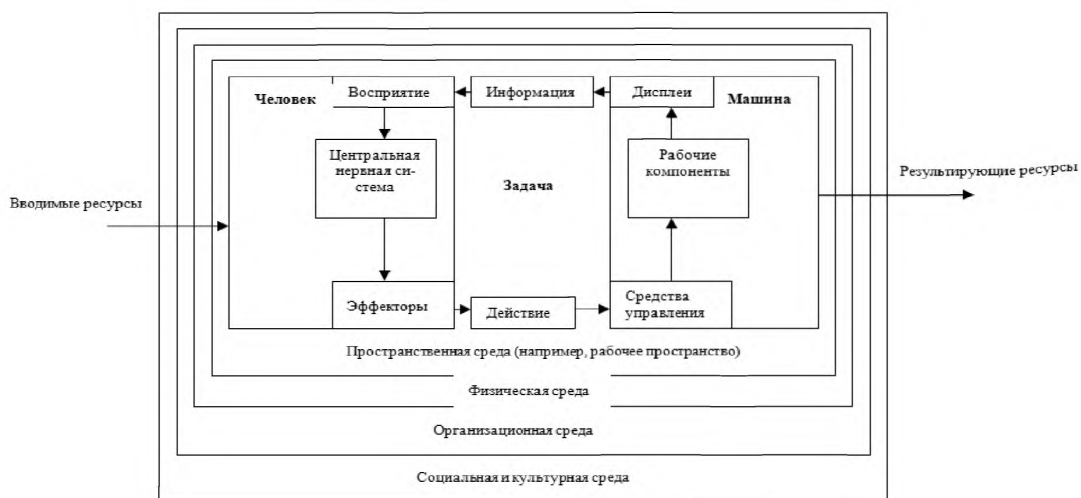 Человек
Восприятие
Информация
Дисплеи
Машина
Центральная
нервная си-
стема
Задача
Рабочие
компоненты
Вводимые ресурсы
Результирующие ресурсы
Эффекторы
Действие
Средства
управления
Пространственная среда (например, рабочее пространство)
Физическая среда
Организационная среда
Социальная и культурная среда